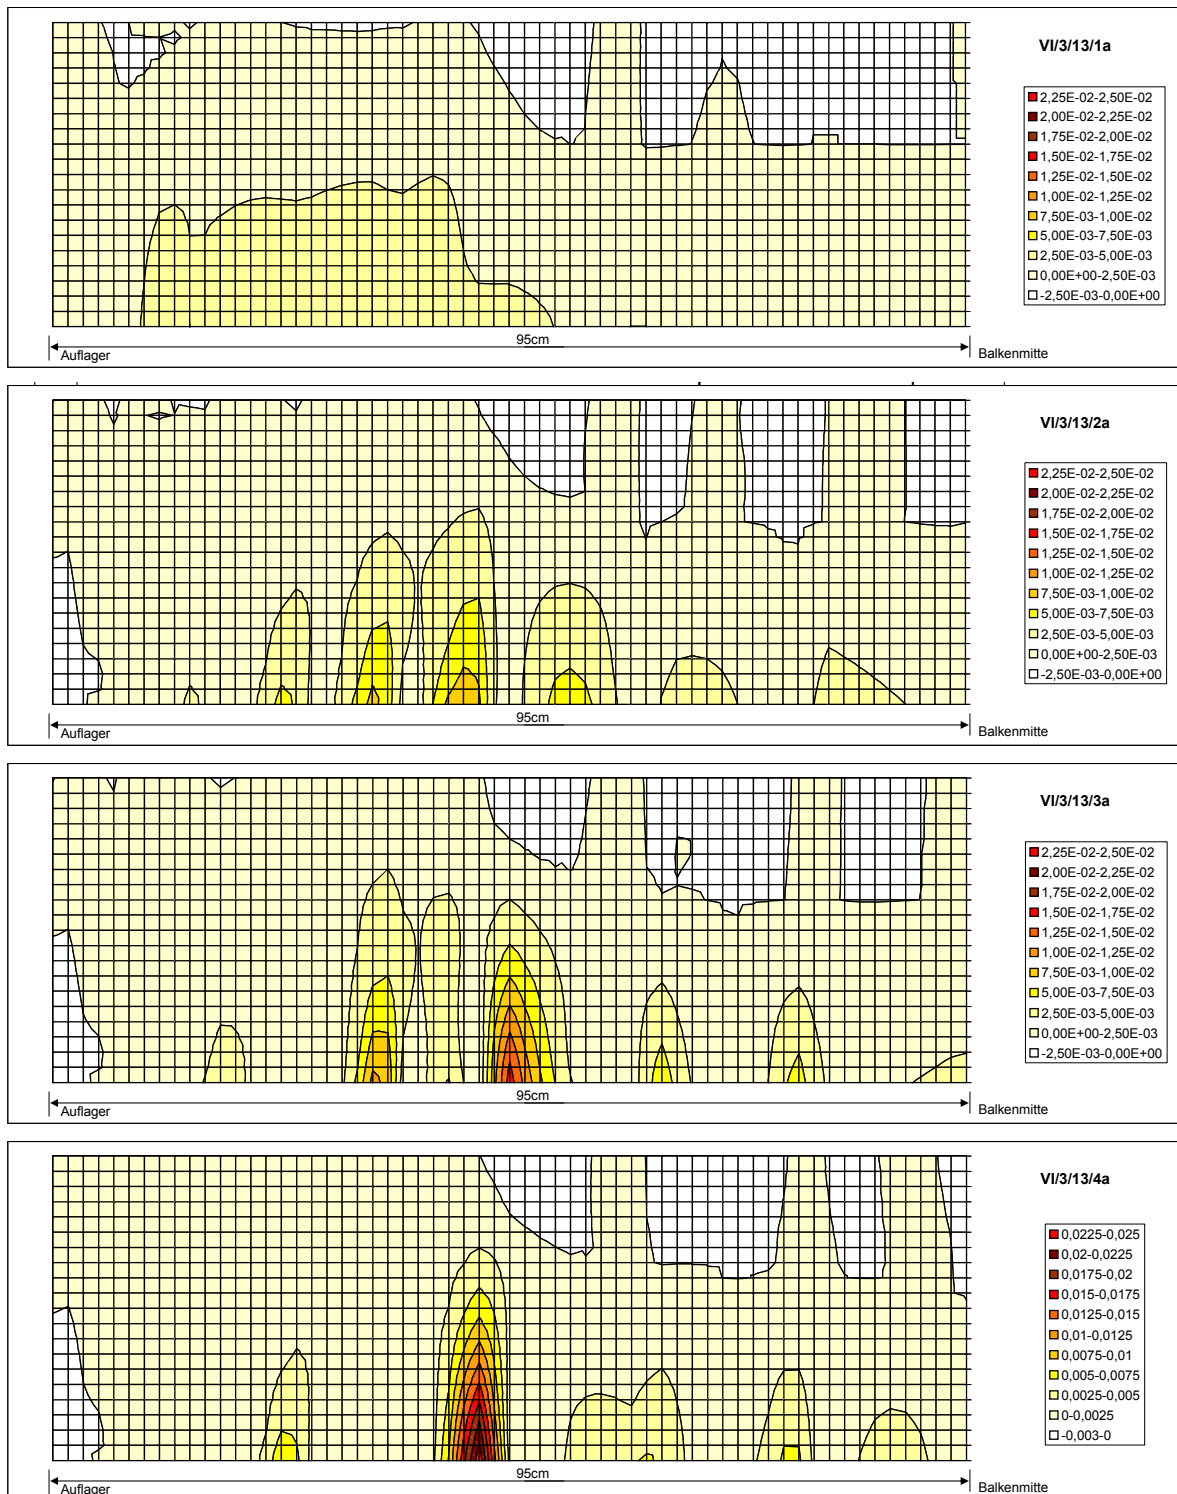 VI/3/13/1a
2,25E-02-2,50E-02
2,00E-02-2,25E-02
1,75E-02-2,00E-02
1,50E-02-1,75E-02
1,25E-02-1,50E-02
1,00E-02-1,25E-02
7,50E-03-1,00E-02
5,00E-03-7,50E-03
2,50E-03-5,00E-03
0,00E+00-2,50E-03
-2,50E-03-0,00E+00
95cm
Auflager
Balkenmitte
VI/3/13/2a
2,25E-02-2,50E-02
2,00E-02-2,25E-02
1,75E-02-2,00E-02
1,50E-02-1,75E-02
1,25E-02-1,50E-02
1,00E-02-1,25E-02
7,50E-03-1,00E-02
5,00E-03-7,50E-03
2,50E-03-5,00E-03
0,00E+00-2,50E-03
-2,50E-03-0,00E+00
95cm
Auflager
Balkenmitte
VI/3/13/3a
2,25E-02-2,50E-02
2,00E-02-2,25E-02
1,75E-02-2,00E-02
1,50E-02-1,75E-02
1,25E-02-1,50E-02
1,00E-02-1,25E-02
7,50E-03-1,00E-02
5,00E-03-7,50E-03
2,50E-03-5,00E-03
0,00E+00-2,50E-03
-2,50E-03-0,00E+00
95cm
Auflager
Balkenmitte
VI/3/13/4a
0,0225-0,025
0,02-0,0225
0,0175-0,02
0,015-0,0175
0,0125-0,015
0,01-0,0125
0,0075-0,01
0,005-0,0075
0,0025-0,005
0-0,0025
-0,003-0
95cm
Auflager
Balkenmitte